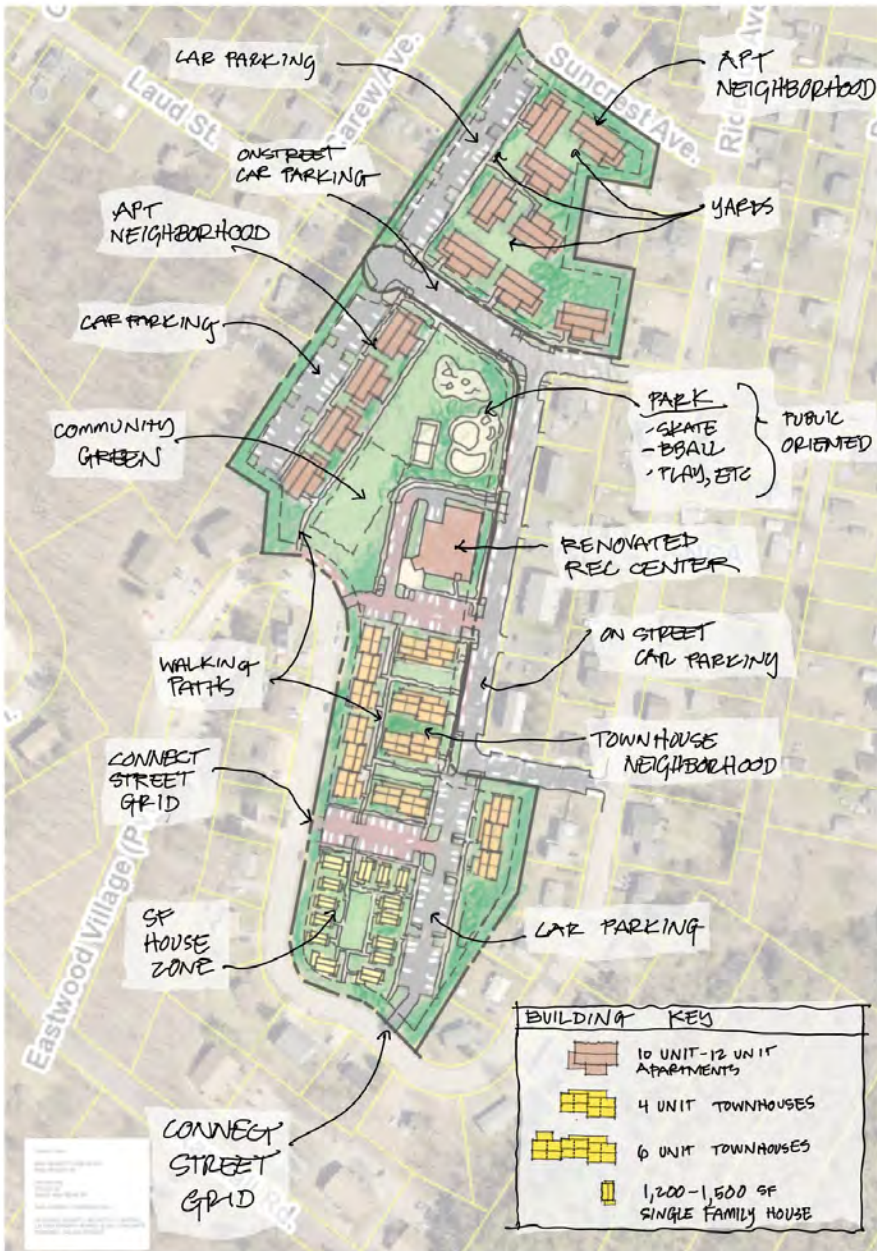 CAR PARKING
Laud St.
Carew Ave.
Suncrest Ave.
APT
NEIGHBORHOOD
ONSTREET
CAR PARKING
YARDS
APT
NEIGHBORHOOD
CAR PARKING
PARK
- SKATE
- BBALL
- PLAY, ETC
PUBLIC
ORIENTED
COMMUNITY
GREEN
RENOVATED
REC CENTER
ON STREET
CAR PARKING
WALKING
PATHS
TOWNHOUSE
NEIGHBORHOOD
CONNECT
STREET
GRID
Eastwood Village (P
SF
HOUSE
ZONE
CAR PARKING
CONNECT
STREET
GRID
Rd.
BUILDING KEY
10 UNIT-12 UNIT
APARTMENTS
4 UNIT TOWNHOUSES
6 UNIT TOWNHOUSES
1,200-1,500 SF
SINGLE FAMILY HOUSE